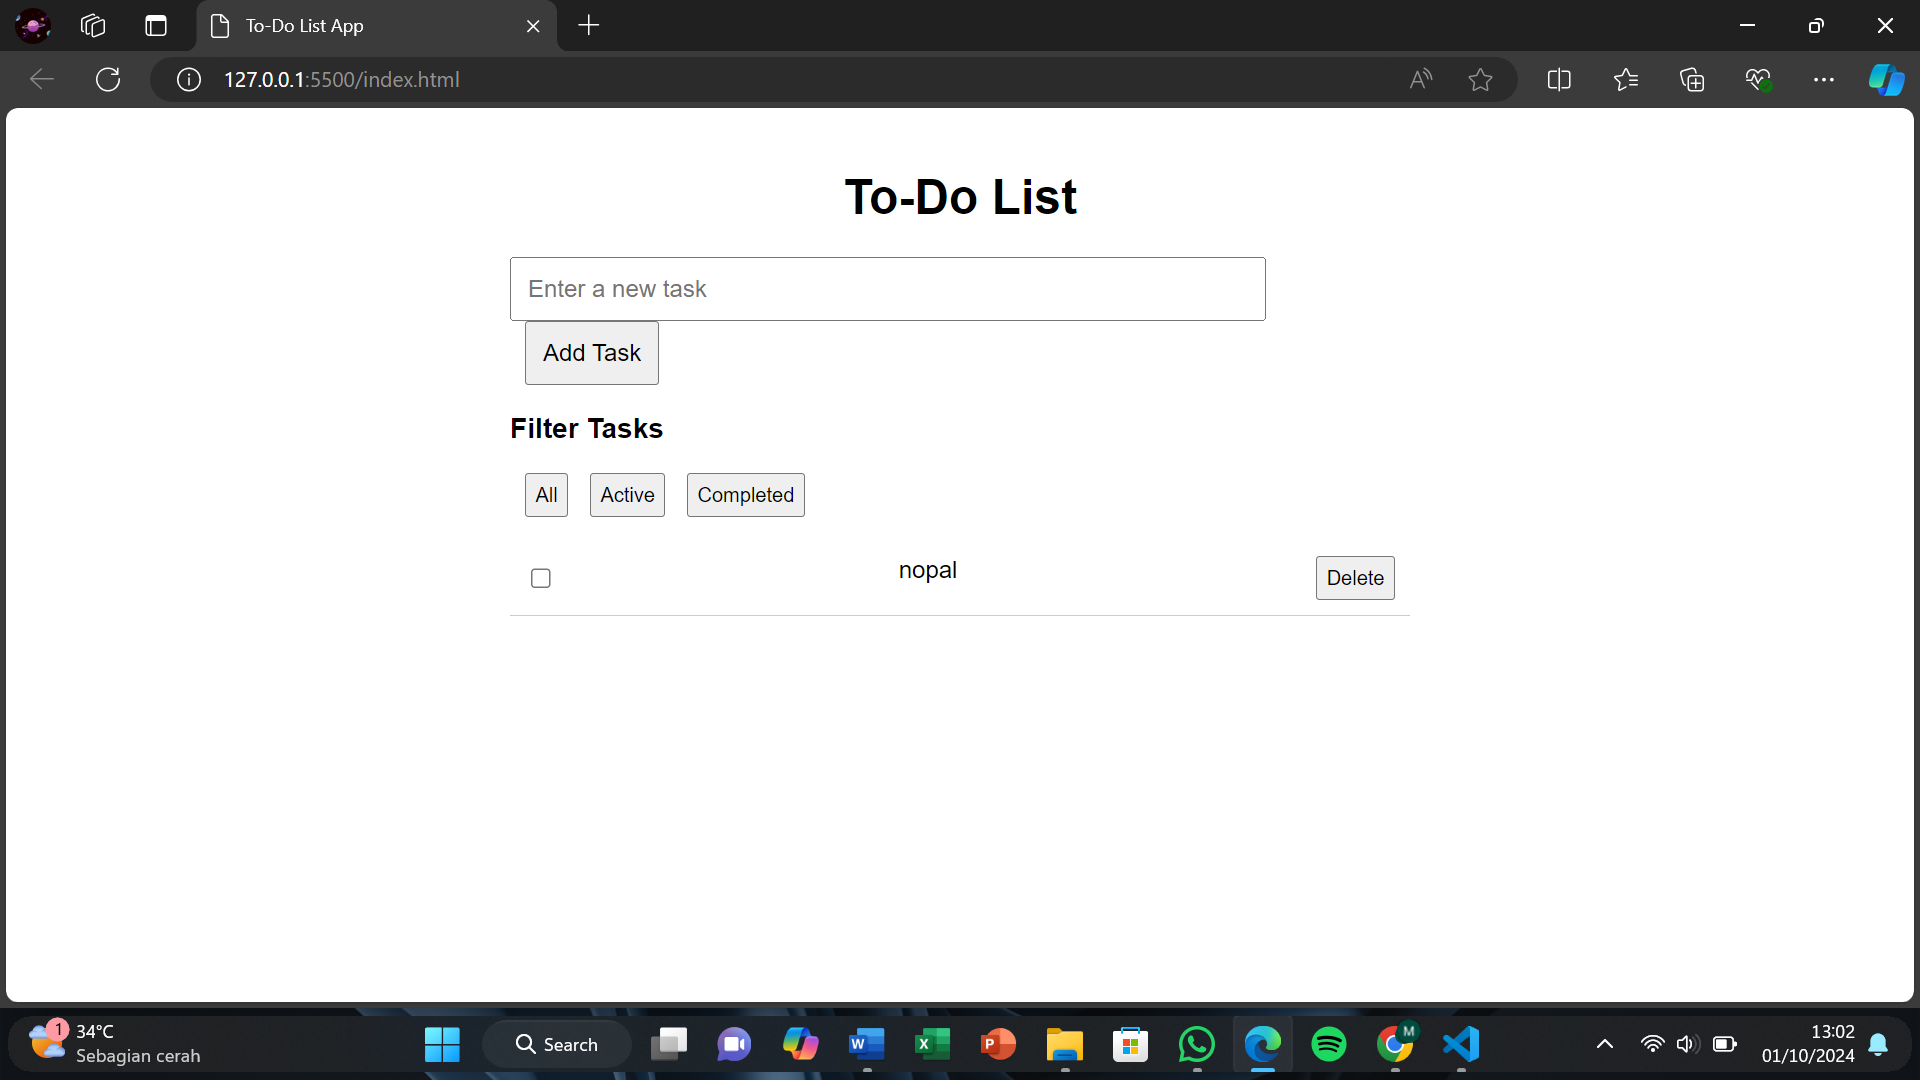 To-Do List App
127.0.0.1:5500/index.html
To-Do List
Enter a new task
Add Task
Filter Tasks
All Active Completed
nopal Delete
1 34°C
Sebagian cerah
Search
W X P M
13:02
01/10/2024